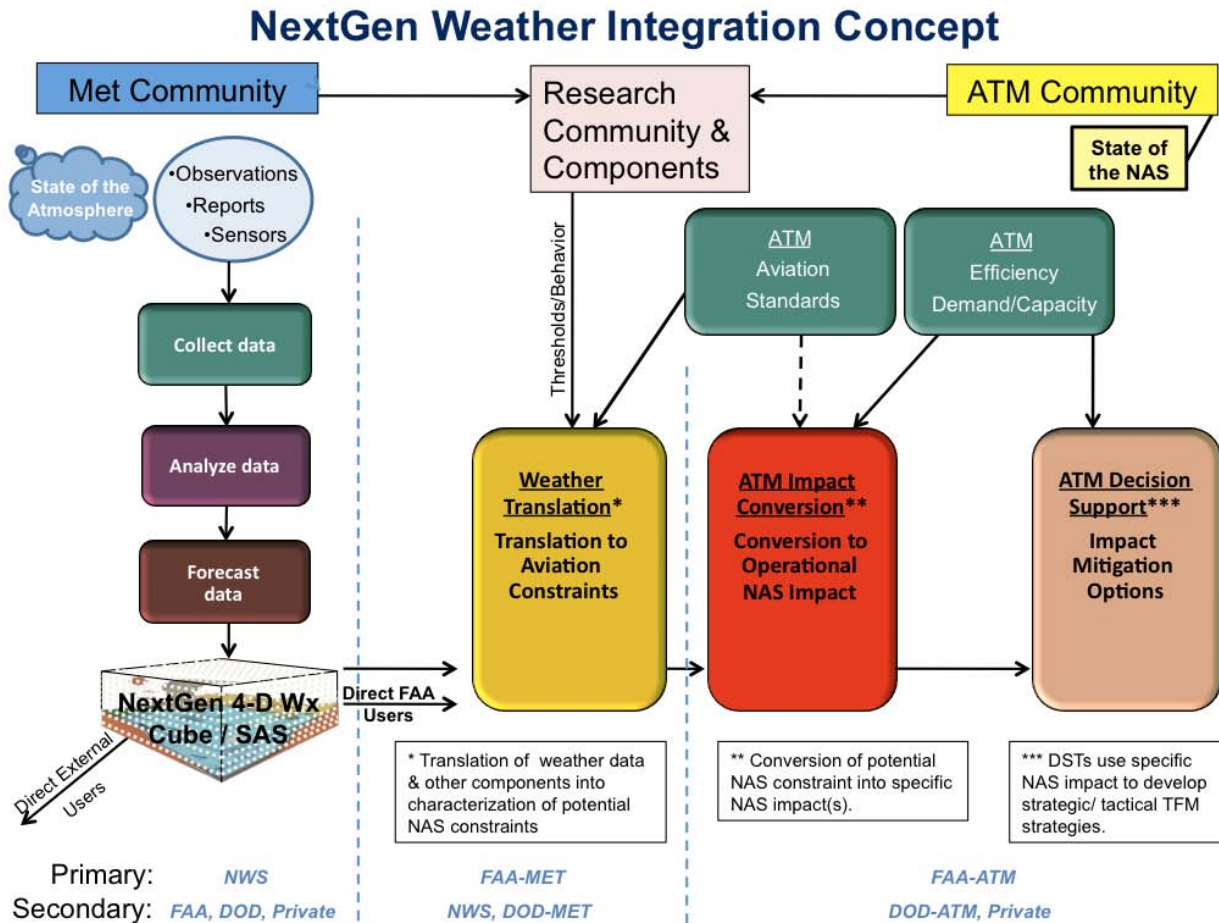 NextGen Weather Integration Concept
Met Community
Research
Community &
Components
ATM Community
State of
the NAS
State of the
Atmosphere
•Observations
•Reports
•Sensors
Thresholds/Behavior
ATM
Aviation
Standards
ATM
Efficiency
Demand/Capacity
Collect data
Analyze data
Forecast
data
NextGen 4-D Wx
Cube / SAS
Direct External
Users
Direct FAA
Users
Weather
Translation*
Translation to
Aviation
Constraints
ATM Impact
Conversion**
Conversion to
Operational
NAS Impact
ATM Decision
Support***
Impact
Mitigation
Options
* Translation of weather data
& other components into
characterization of potential
NAS constraints
** Conversion of potential
NAS constraint into specific
NAS impact(s).
*** DSTs use specific
NAS impact to develop
strategic/ tactical TFM
strategies.
Primary: NWS FAA-MET FAA-ATM
Secondary: FAA, DOD, Private NWS, DOD-MET DOD-ATM, Private